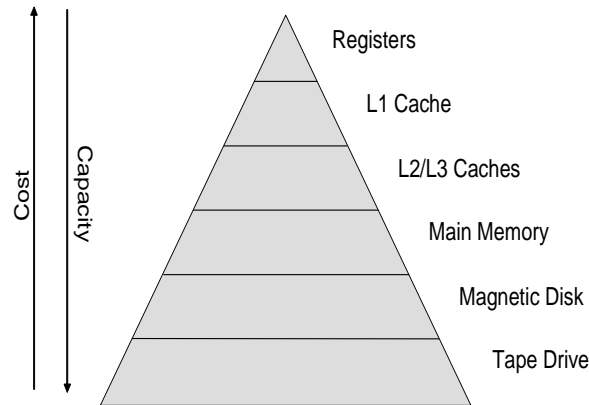 Registers
L1 Cache
L2/L3 Caches
Main Memory
Magnetic Disk
Tape Drive
Cost
Capacity